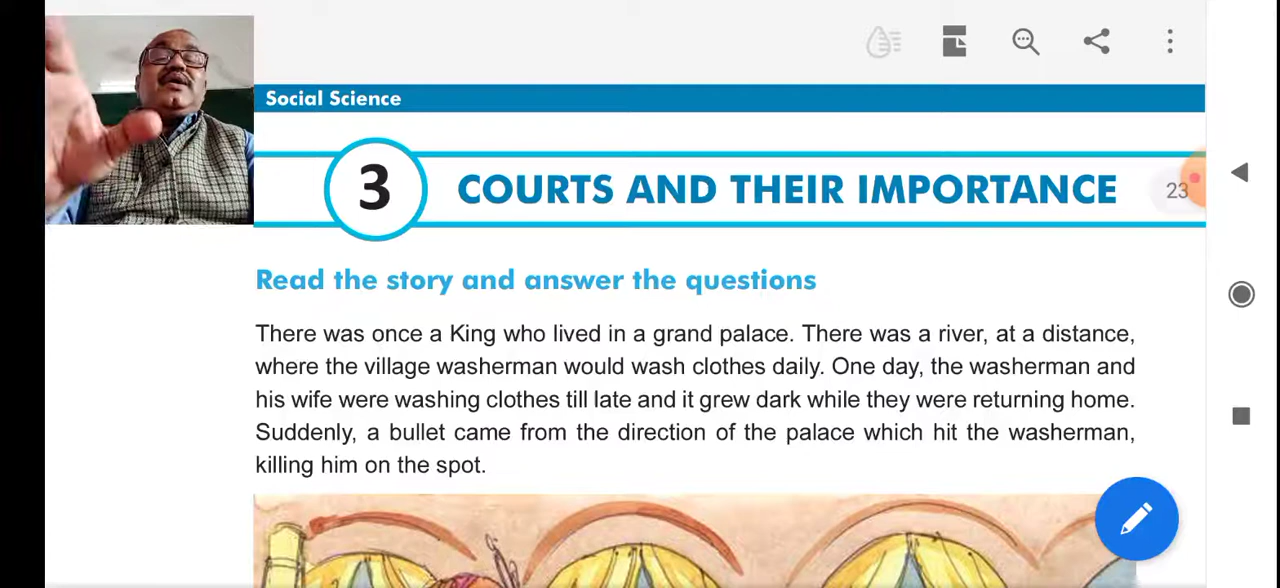 Social Science
3 COURTS AND THEIR IMPORTANCE
23
Read the story and answer the questions
There was once a King who lived in a grand palace. There was a river, at a distance,
where the village washerman would wash clothes daily. One day, the washerman and
his wife were washing clothes till late and it grew dark while they were returning home.
Suddenly, a bullet came from the direction of the palace which hit the washerman,
killing him on the spot.